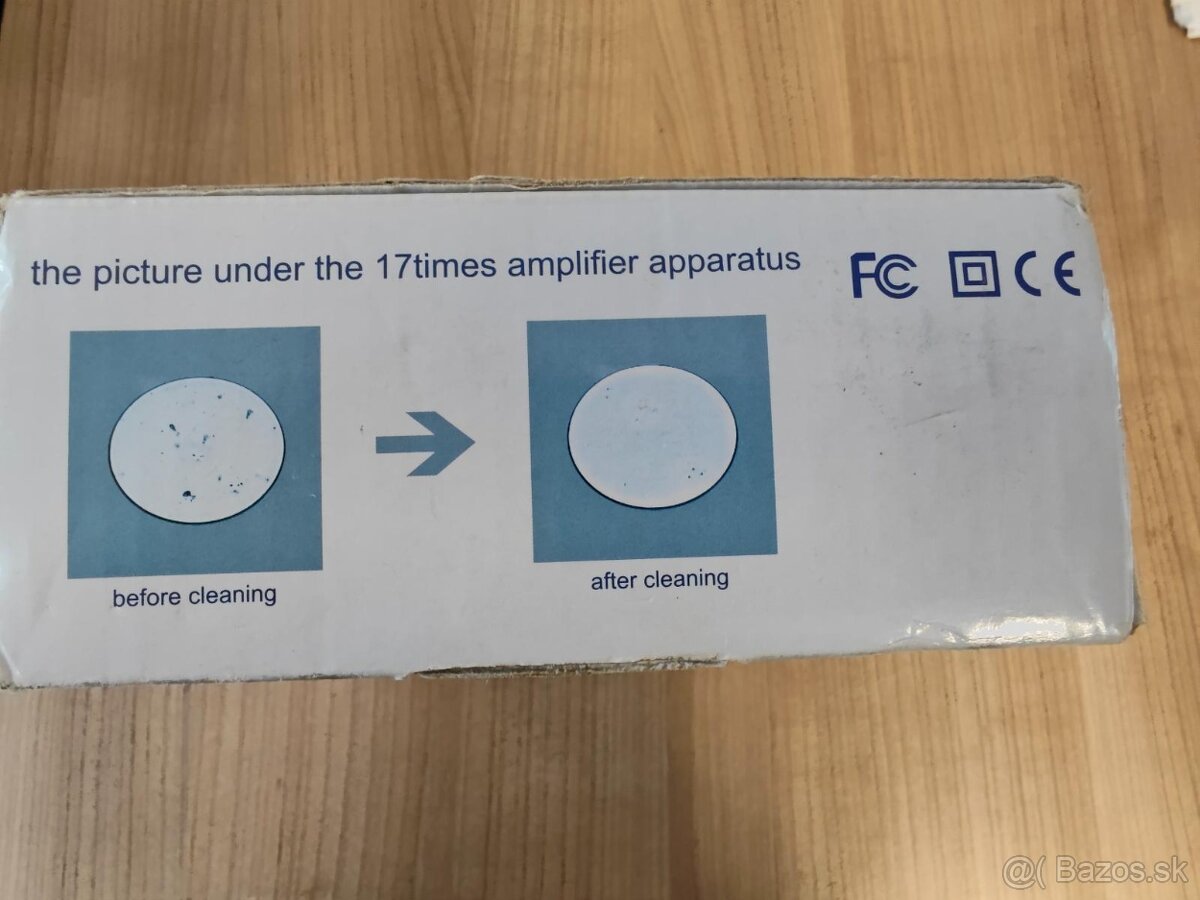 the picture under the 17times amplifier apparatus
FC CE
before cleaning
after cleaning
@( Bazos.sk